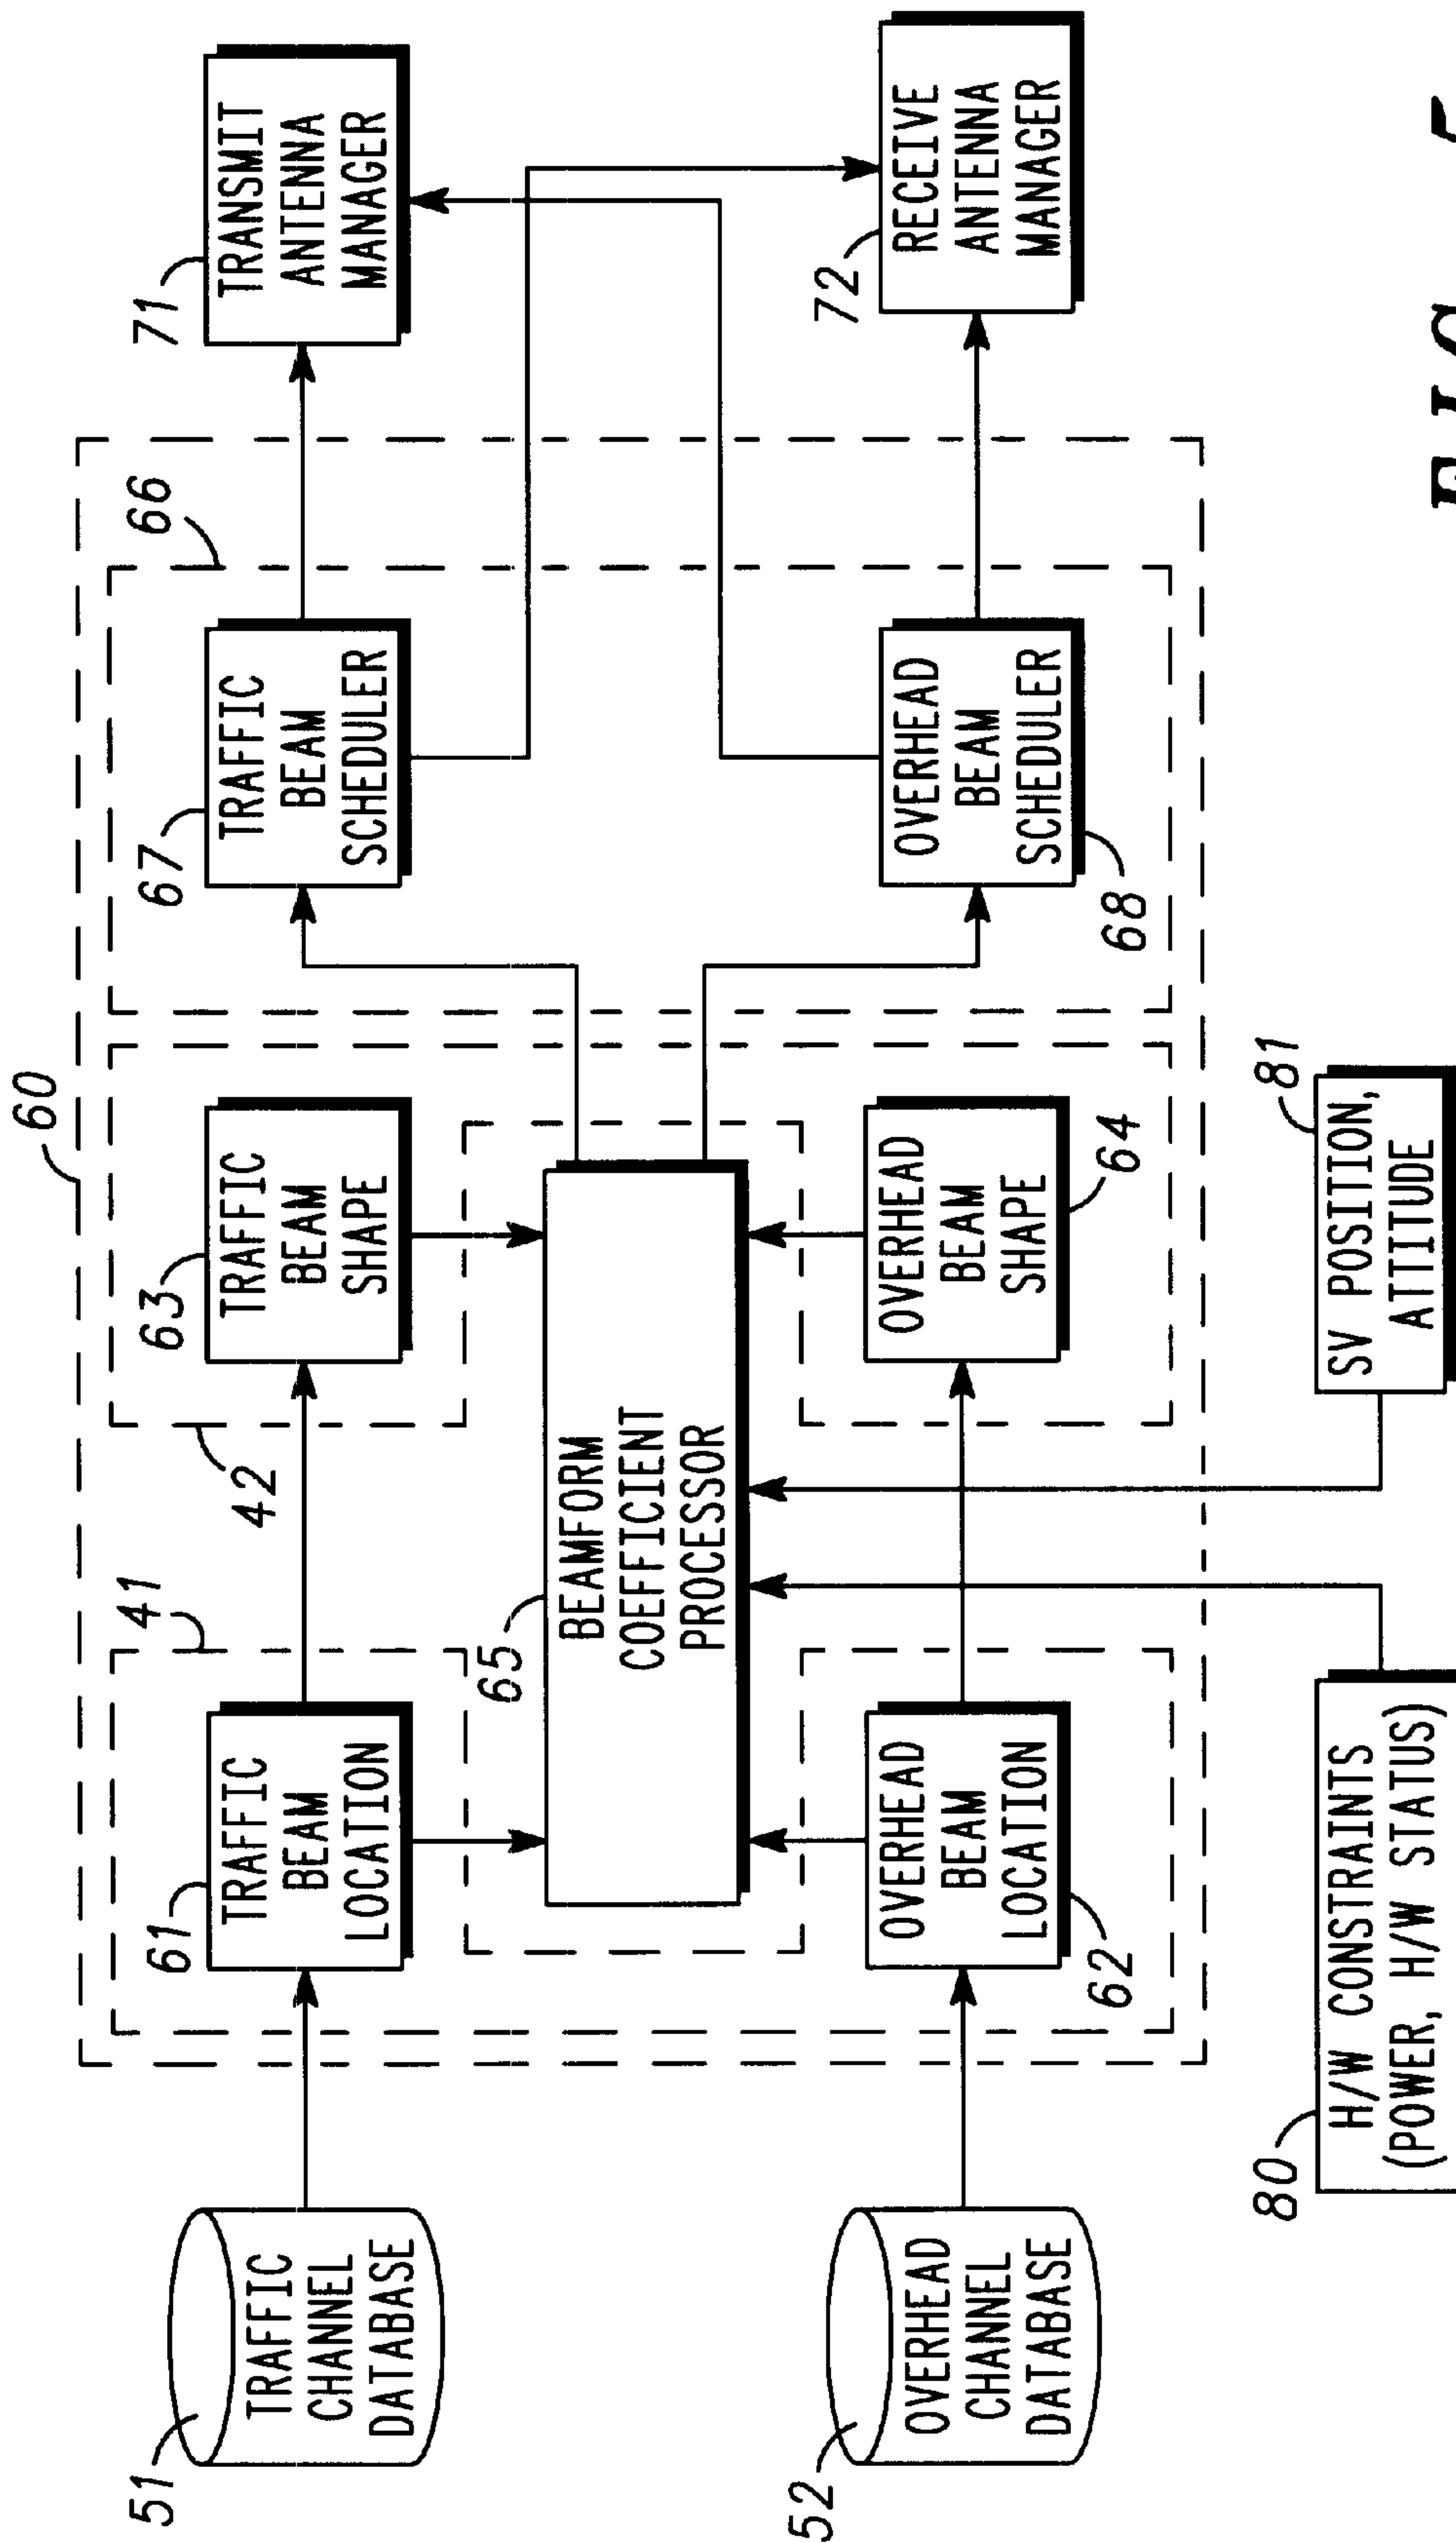 60
41
42
66
51
TRAFFIC
CHANNEL
DATABASE
61
TRAFFIC
BEAM
LOCATION
63
TRAFFIC
BEAM
SHAPE
67
TRAFFIC
BEAM
SCHEDULER
71
TRANSMIT
ANTENNA
MANAGER
65
BEAMFORM
COEFFICIENT
PROCESSOR
52
OVERHEAD
CHANNEL
DATABASE
62
OVERHEAD
BEAM
LOCATION
64
OVERHEAD
BEAM
SHAPE
68
OVERHEAD
BEAM
SCHEDULER
72
RECEIVE
ANTENNA
MANAGER
80
H/W CONSTRAINTS
(POWER, H/W STATUS)
81
SV POSITION,
ATTITUDE